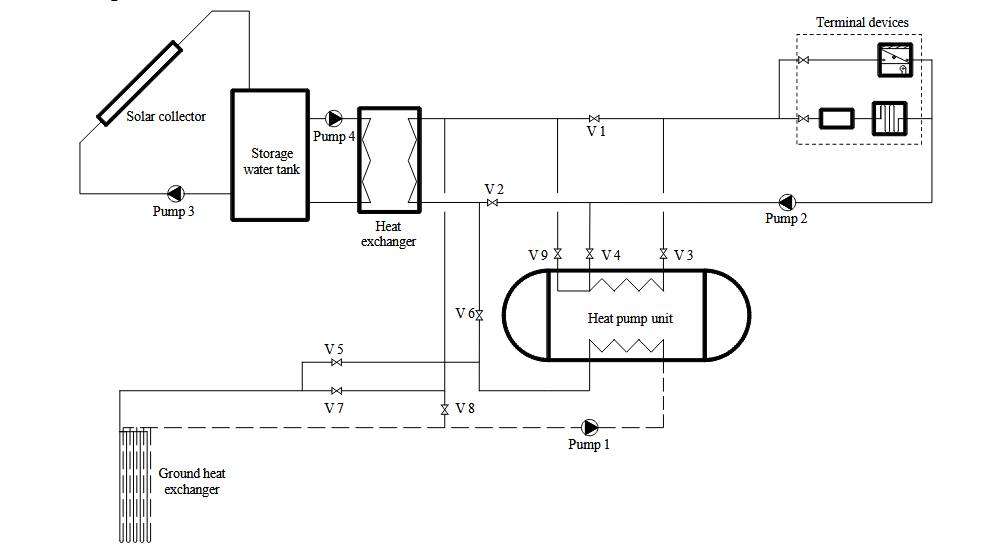 Terminal devices
Solar collector
Pump 4
V 1
Storage
water tank
V 2
Pump 3
Pump 2
Heat
exchanger
V 9
V 4
V 3
V 6
Heat pump unit
V 5
V 7
V 8
Pump 1
Ground heat
exchanger